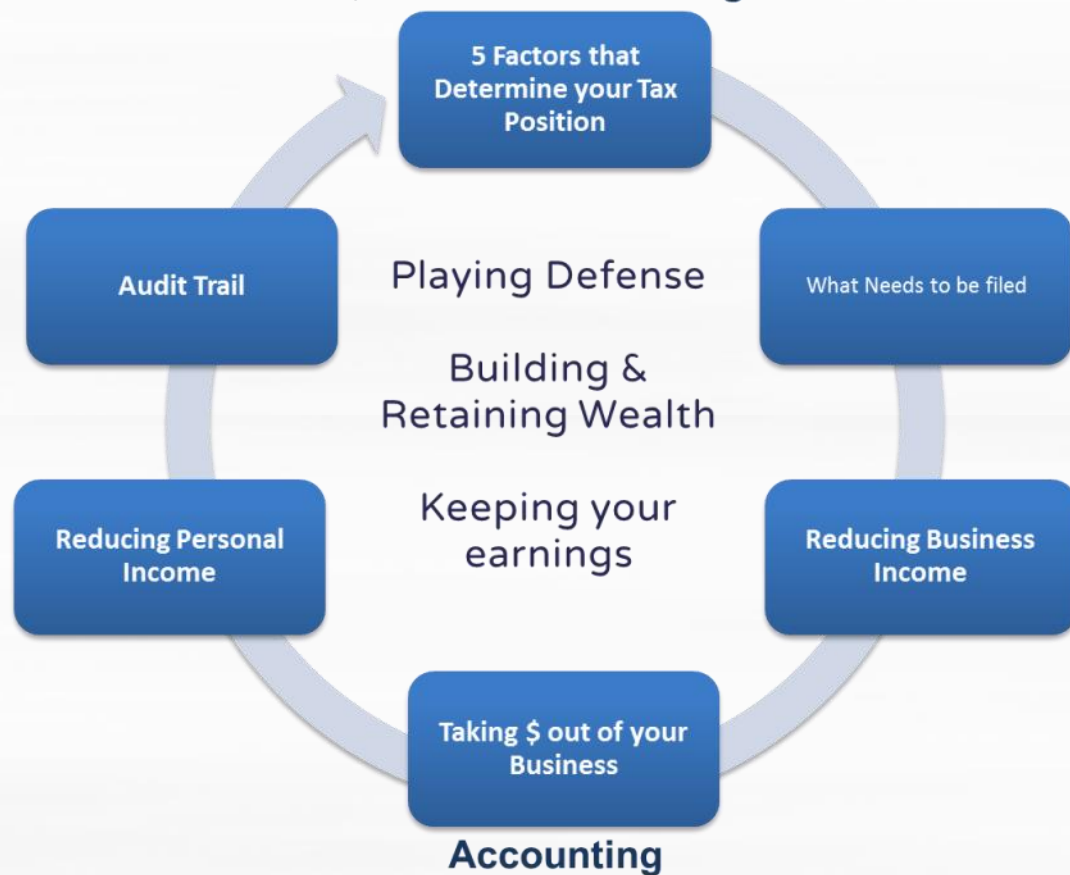 5 Factors that
Determine your Tax
Position
Audit Trail
Playing Defense
What Needs to be filed
Building &
Retaining Wealth
Reducing Personal
Income
Keeping your
earnings
Reducing Business
Income
Taking $ out of your
Business
Accounting